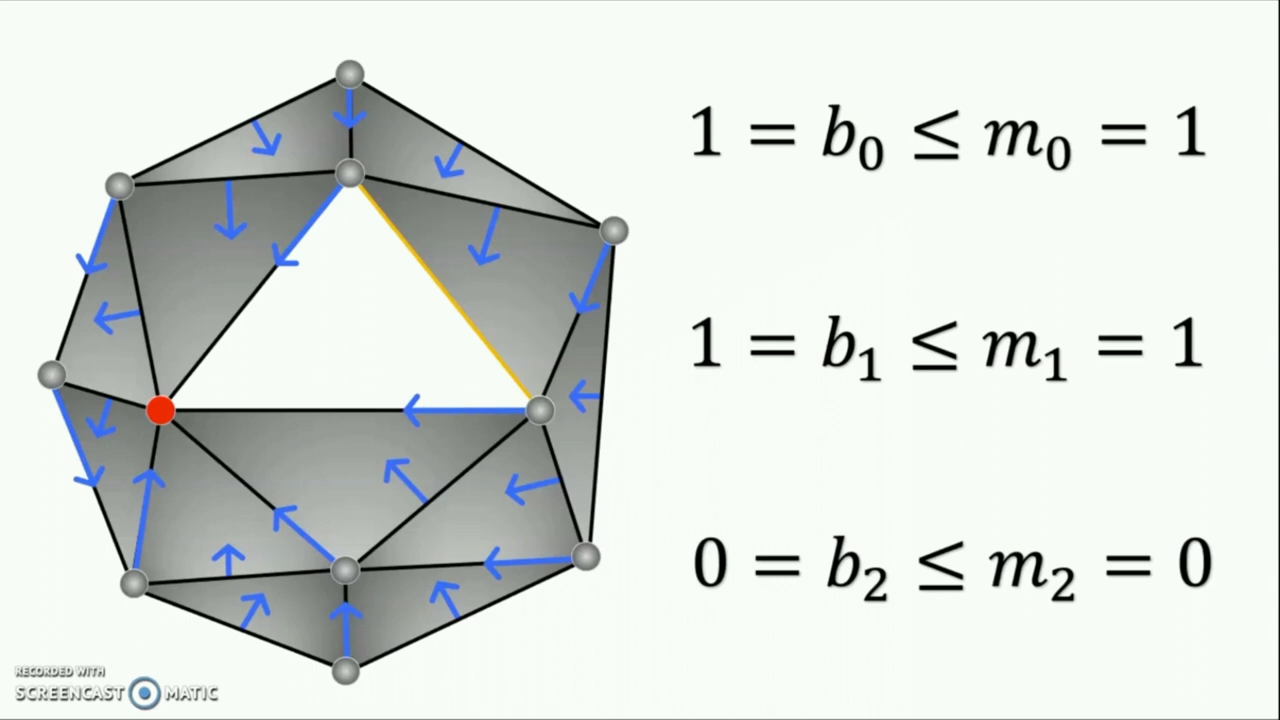 1 = b₀ ≤ m₀ = 1
1 = b₁ ≤ m₁ = 1
0 = b₂ ≤ m₂ = 0
RECORDED WITH
SCREENCAST MATIC